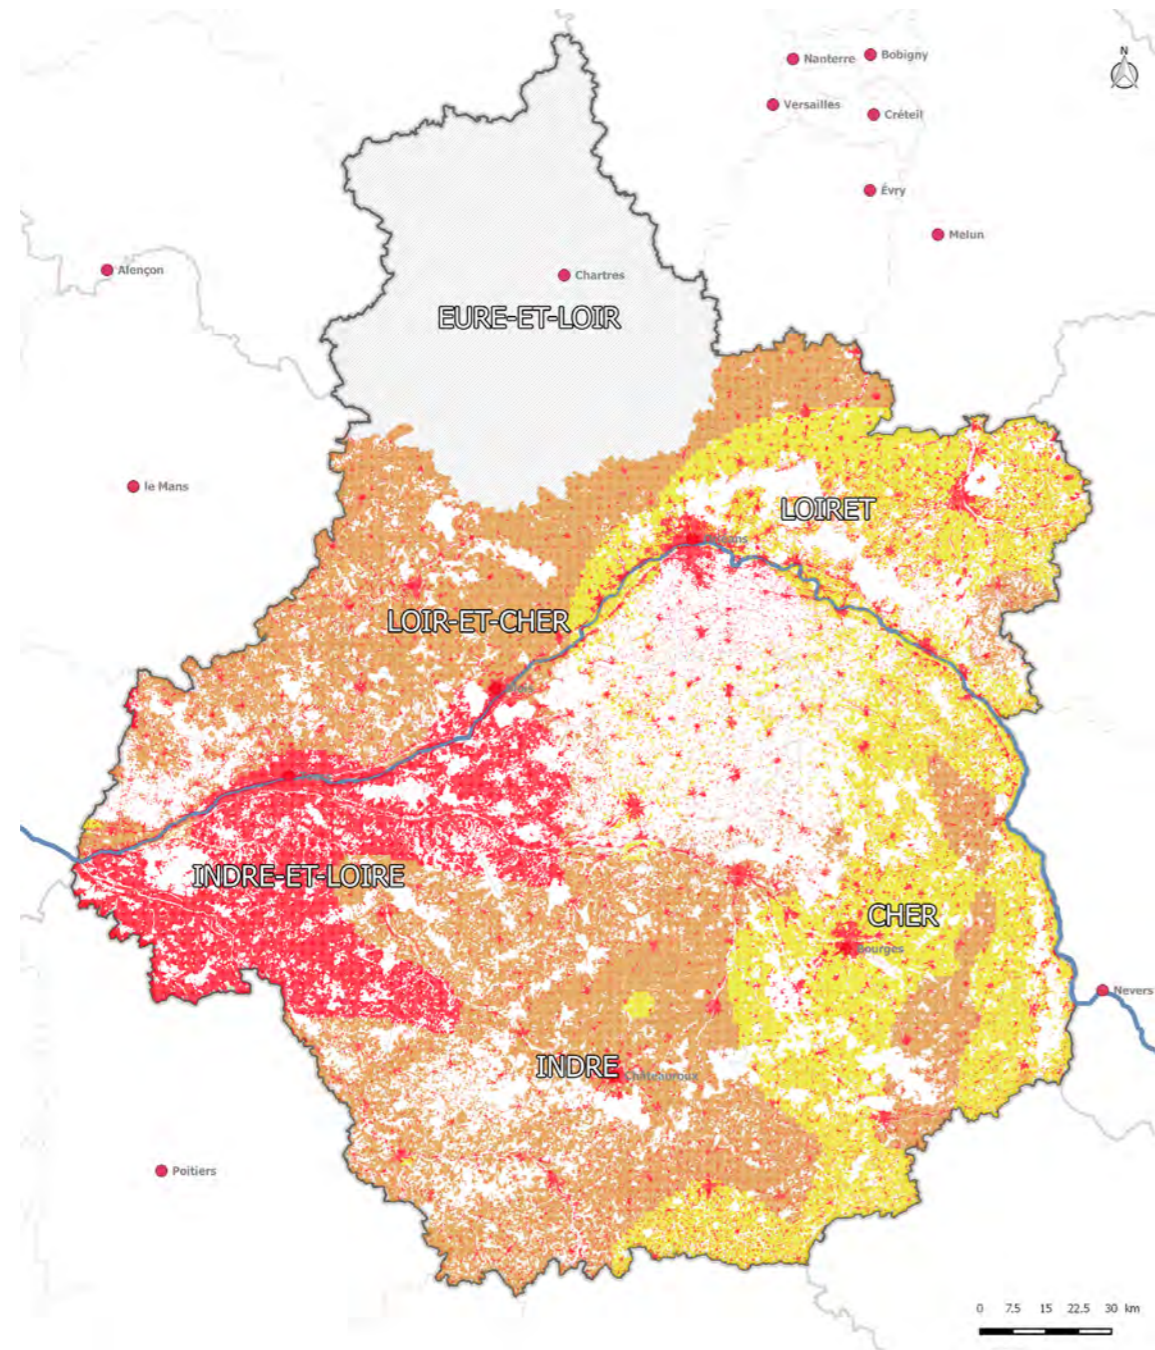 Nanterre
Bobigny
N
Versailles
Créteil
Évry
Melun
Alençon
Chartres
EURE-ET-LOIR
le Mans
LOIRET
LOIR-ET-CHER
INDRE-ET-LOIRE
CHER
Bourges
Nevers
INDRE
Châteauroux
Poitiers
0 7.5 15 22.5 30 km